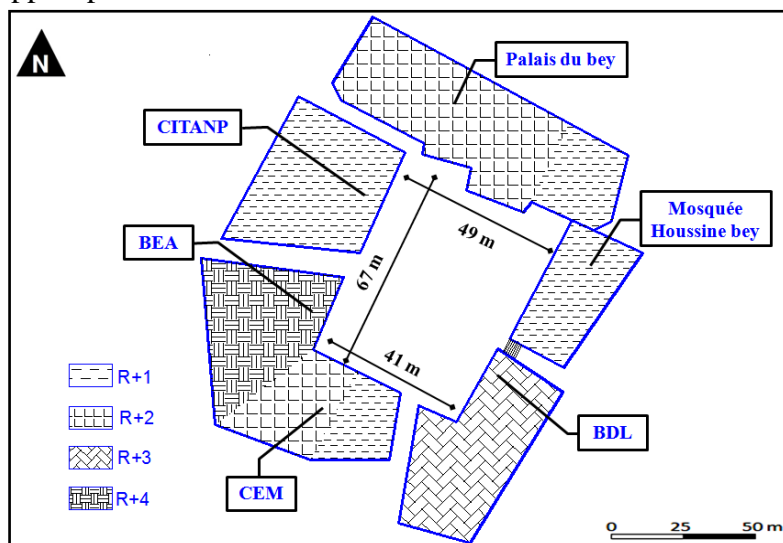 N
Palais du bey
CITANP
Mosquée
Houssine bey
BEA
49 m
67 m
41 m
R+1
R+2
R+3
R+4
BDL
CEM
0 25 50 m